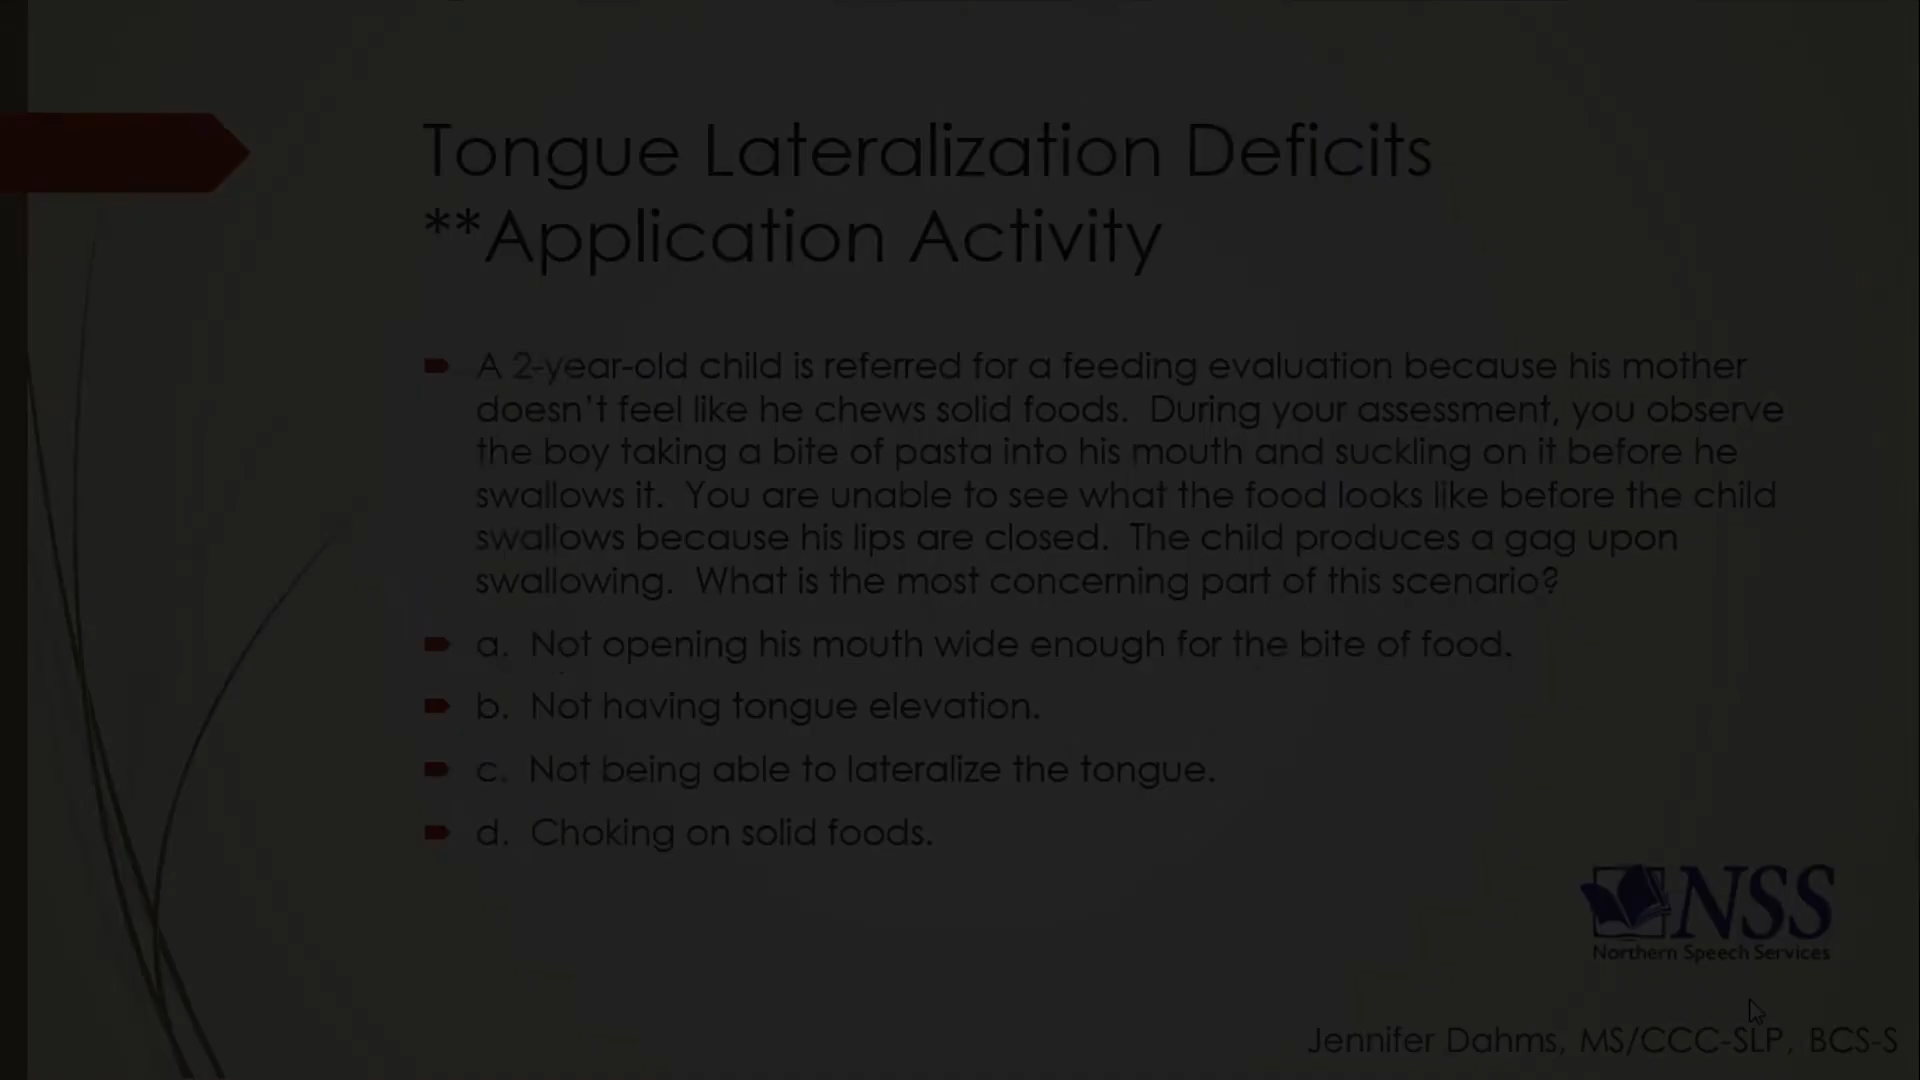 Tongue Lateralization Deficits
**Application Activity
A 2-year-old child is referred for a feeding evaluation because his mother
doesn't feel like he chews solid foods.  During your assessment, you observe
the boy taking a bite of pasta into his mouth and suckling on it before he
swallows it.  You are unable to see what the food looks like before the child
swallows because his lips are closed.  The child produces a gag upon
swallowing.  What is the most concerning part of this scenario?
a.  Not opening his mouth wide enough for the bite of food.
b.  Not having tongue elevation.
c.  Not being able to lateralize the tongue.
d.  Choking on solid foods.
NSS
Northern Speech Services
Jennifer Dahms, MS/CCC-SLP, BCS-S